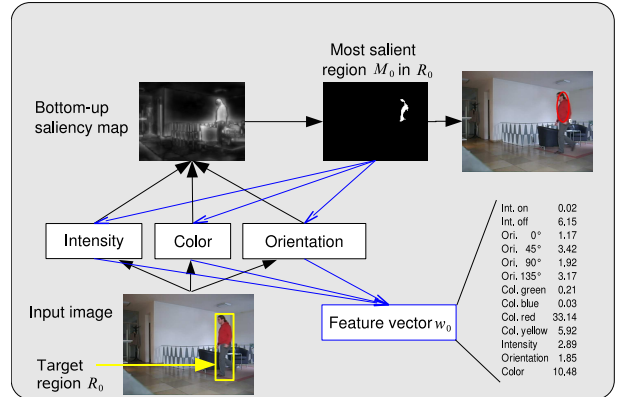 Most salient
region M₀ in R₀
Bottom-up
saliency map
Intensity
Color
Orientation
Input image
Target
region R₀
Feature vector w₀
Int. on 0.02
Int. off 6.15
Ori. 0° 1.17
Ori. 45° 3.42
Ori. 90° 1.92
Ori. 135° 3.17
Col. green 0.21
Col. blue 0.03
Col. red 33.14
Col. yellow 5.92
Intensity 2.89
Orientation 1.85
Color 10.48